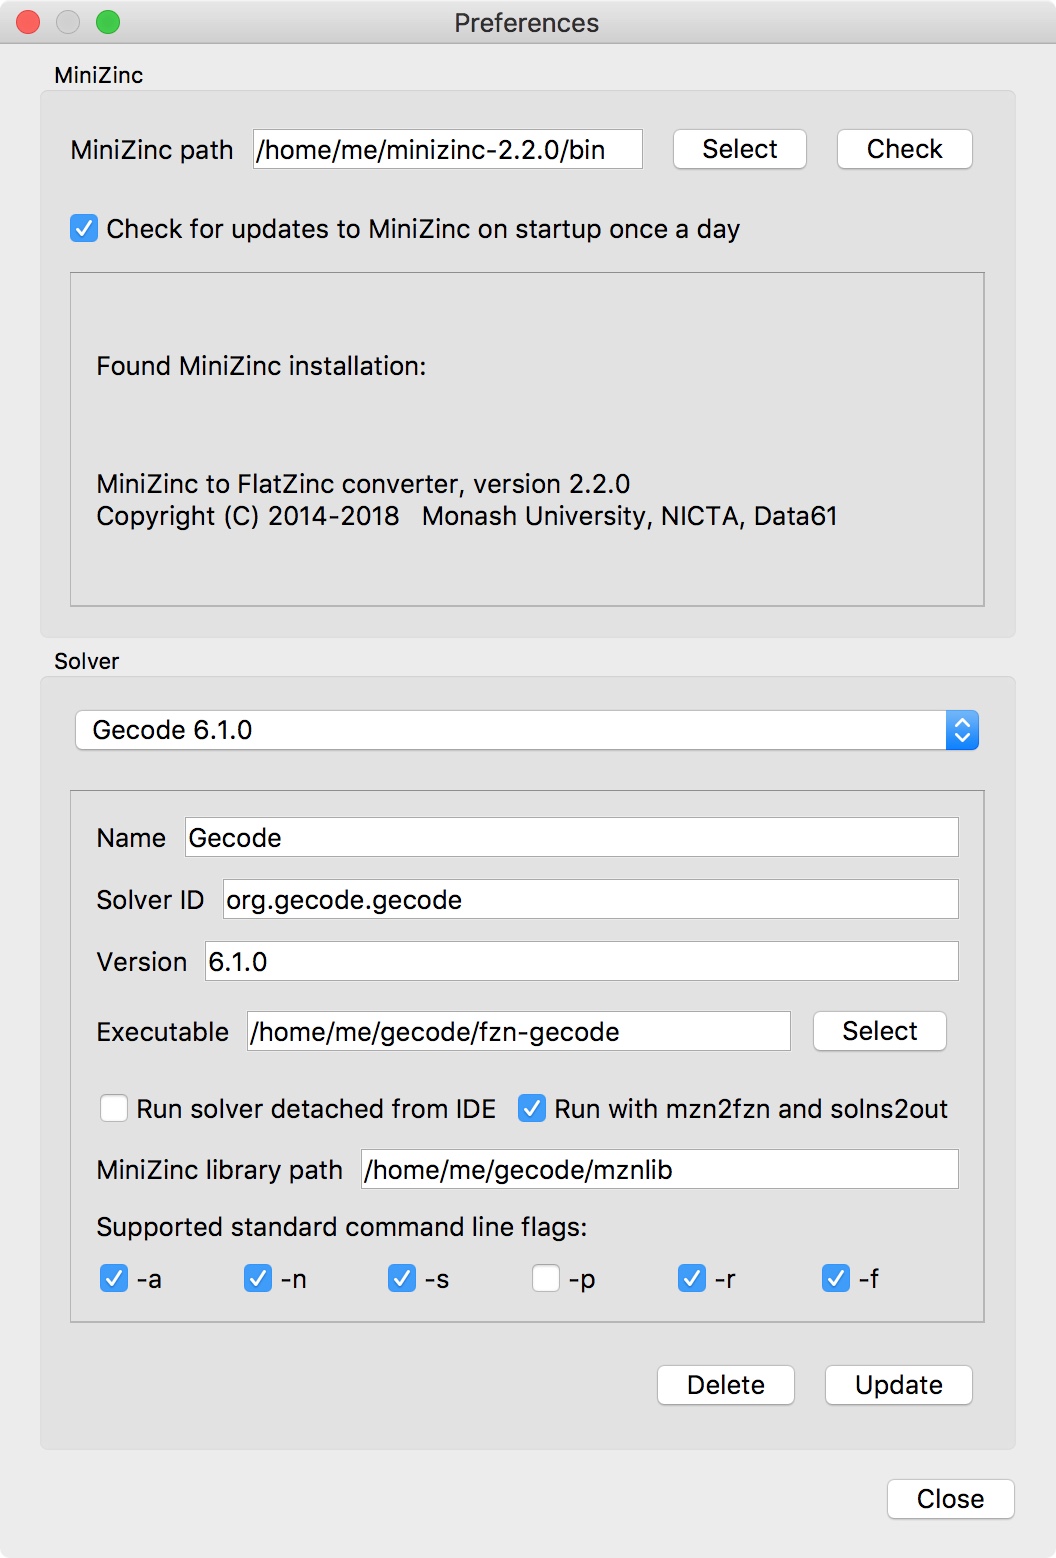 Preferences
MiniZinc
MiniZinc path /home/me/minizinc-2.2.0/bin Select Check
Check for updates to MiniZinc on startup once a day
Found MiniZinc installation:
MiniZinc to FlatZinc converter, version 2.2.0
Copyright (C) 2014-2018 Monash University, NICTA, Data61
Solver
Gecode 6.1.0
Name Gecode
Solver ID org.gecode.gecode
Version 6.1.0
Executable /home/me/gecode/fzn-gecode Select
Run solver detached from IDE Run with mzn2fzn and solns2out
MiniZinc library path /home/me/gecode/mznlib
Supported standard command line flags:
-a -n -s -p -r -f
Delete Update
Close